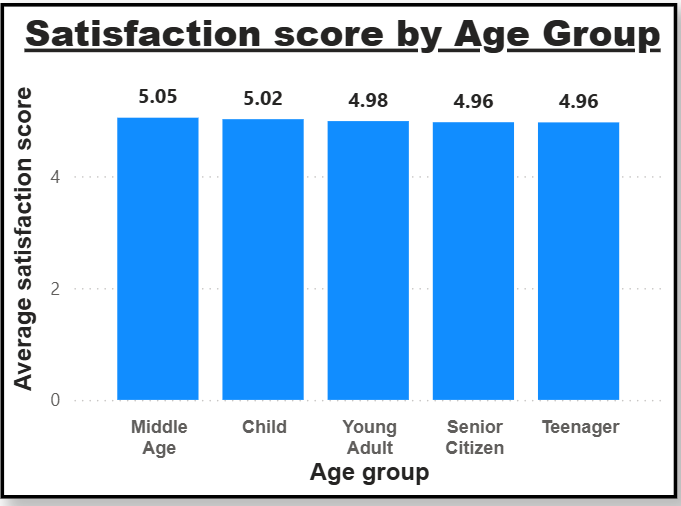 Satisfaction score by Age Group
Average satisfaction score
5.05
5.02
4.98
4.96
4.96
4
2
0
Middle
Age
Child
Young
Adult
Senior
Citizen
Teenager
Age group